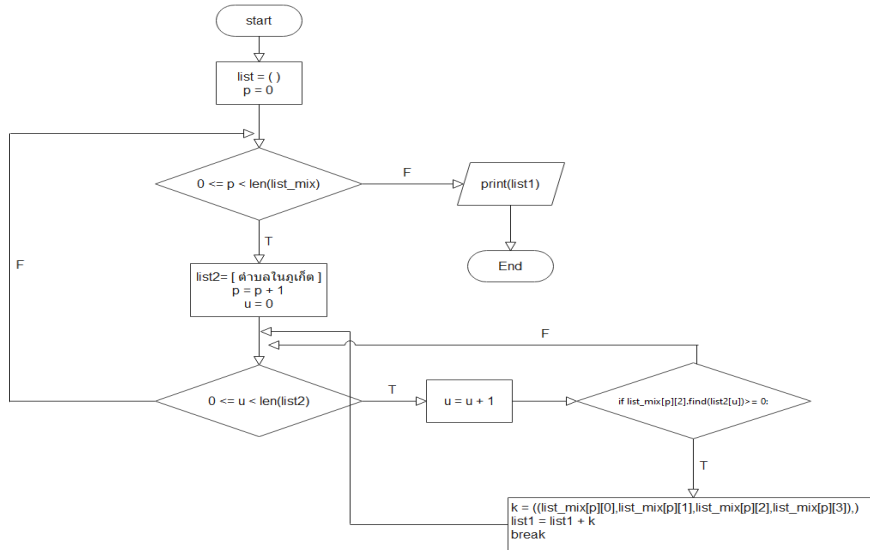 start
list = ( )
p = 0
0 <= p < len(list_mix)
F
print(list1)
T
End
F
list2= [ ตำบลในภูเก็ต ]
p = p + 1
u = 0
F
0 <= u < len(list2)
T
u = u + 1
if list_mix[p][2].find(list2[u])>= 0:
T
k = ((list_mix[p][0],list_mix[p][1],list_mix[p][2],list_mix[p][3]),)
list1 = list1 + k
break